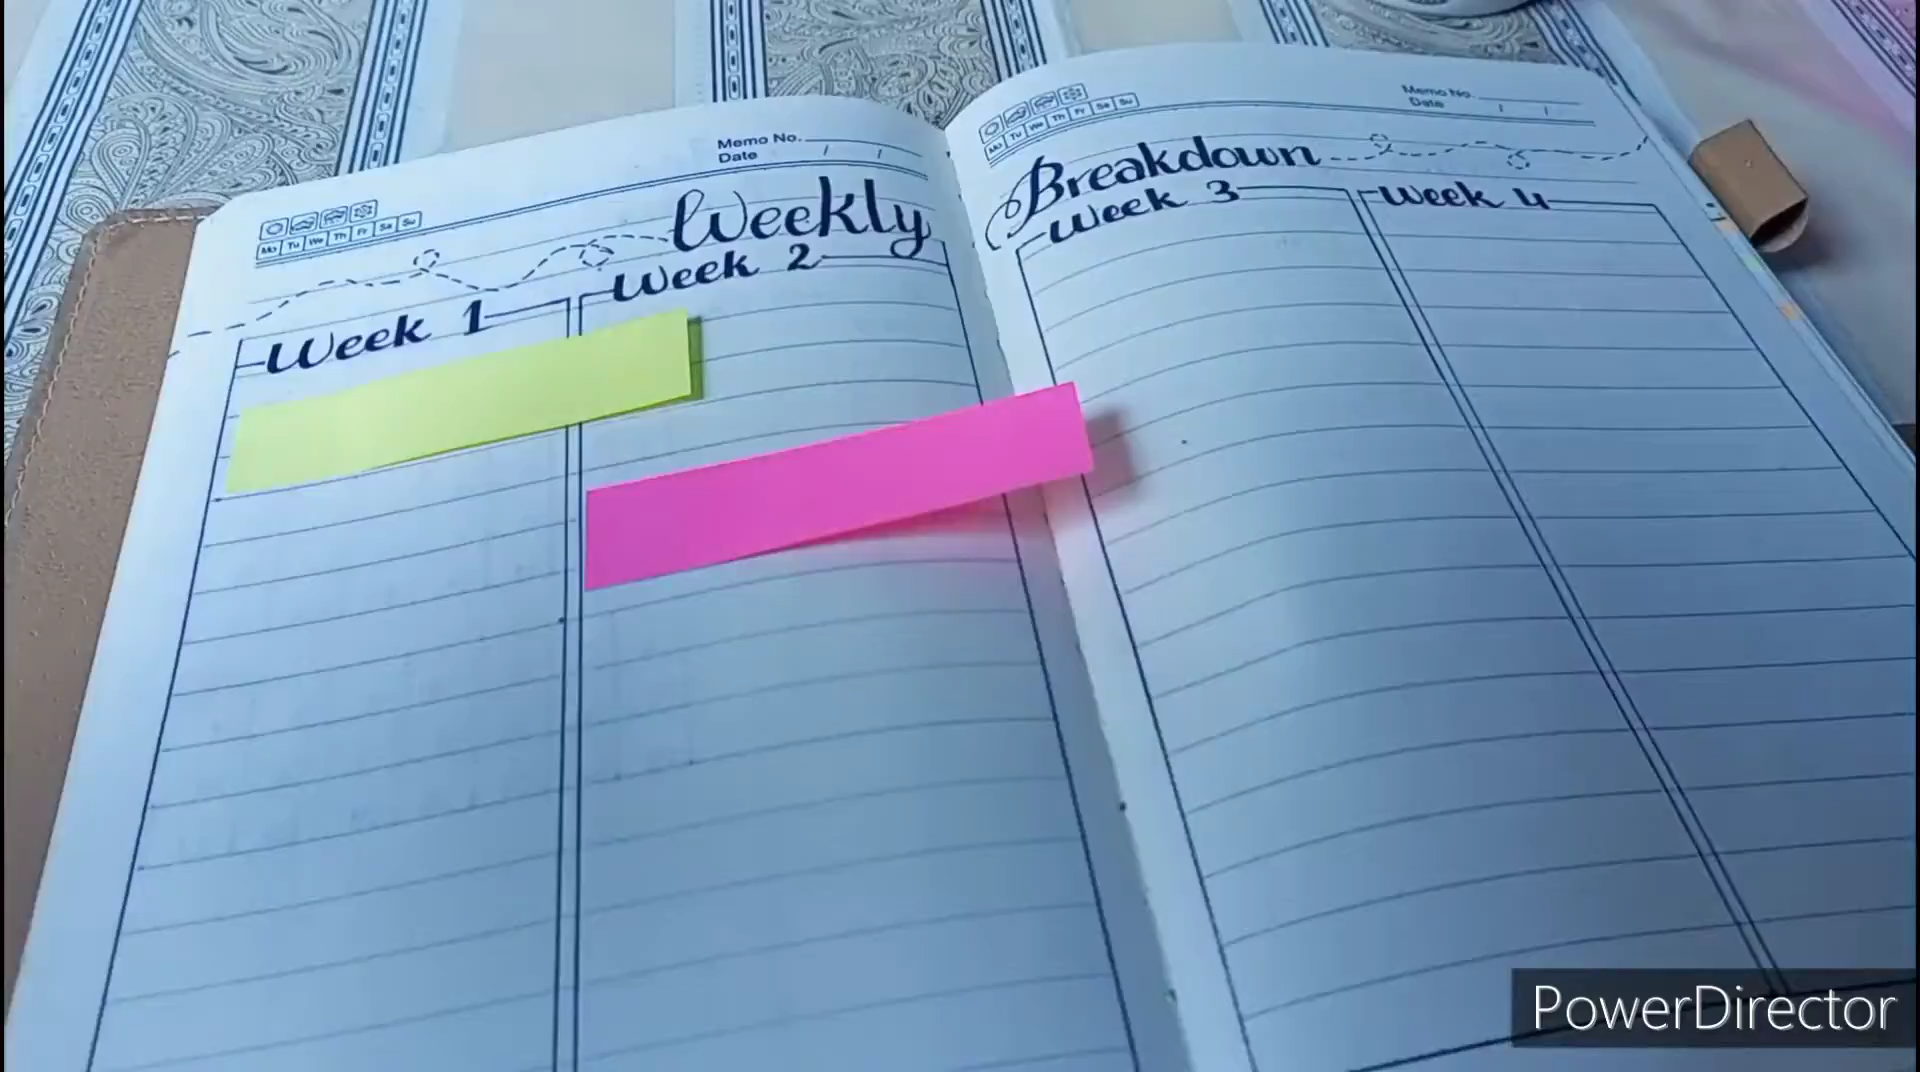 Memo No.
Date / /
Mo Tu We Th Fr Sa Su
Weekly
Week 1
Week 2
Memo No.
Date / /
Mo Tu We Th Fr Sa Su
Breakdown
Week 3
Week 4
PowerDirector